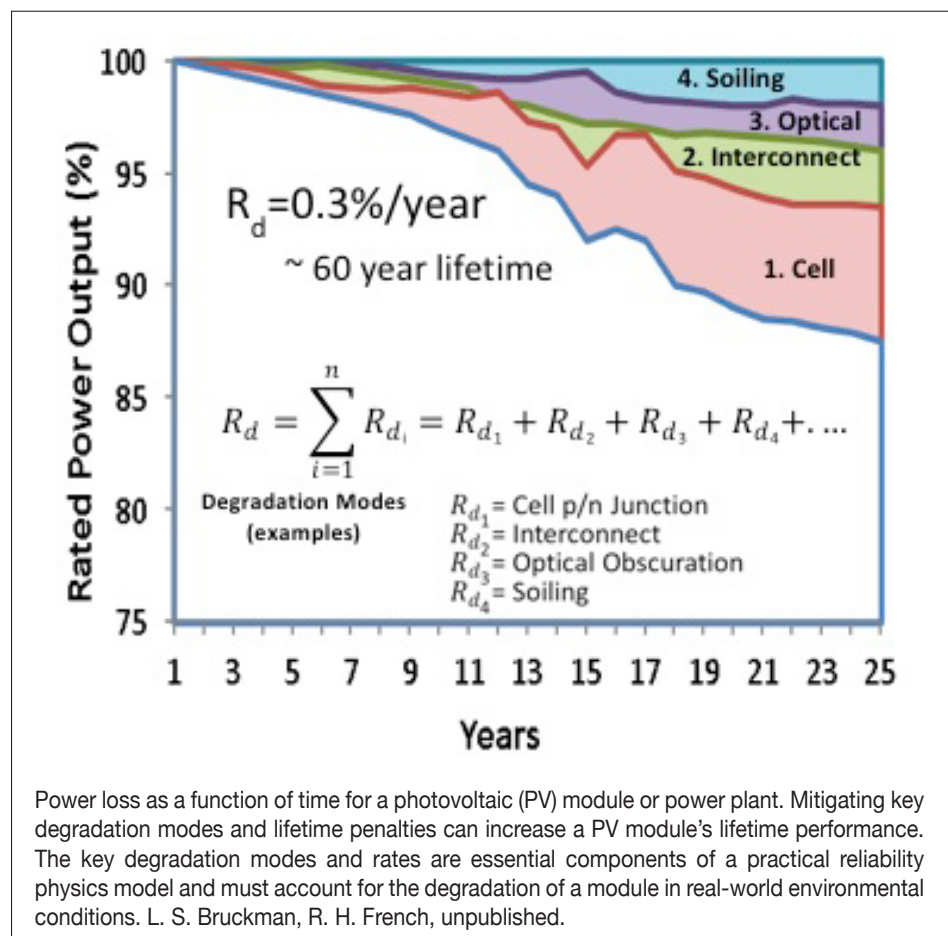 Rated Power Output (%)
100
95
90
85
80
75
4. Soiling
3. Optical
2. Interconnect
1. Cell
R_d=0.3%/year
~ 60 year lifetime
R_d = \sum_{i=1}^{n} R_{d_i} = R_{d_1} + R_{d_2} + R_{d_3} + R_{d_4}+. ...
Degradation Modes
(examples)
R_{d_1}= Cell p/n Junction
R_{d_2}= Interconnect
R_{d_3}= Optical Obscuration
R_{d_4}= Soiling
1 3 5 7 9 11 13 15 17 19 21 23 25
Years
Power loss as a function of time for a photovoltaic (PV) module or power plant. Mitigating key
degradation modes and lifetime penalties can increase a PV module’s lifetime performance.
The key degradation modes and rates are essential components of a practical reliability
physics model and must account for the degradation of a module in real-world environmental
conditions. L. S. Bruckman, R. H. French, unpublished.